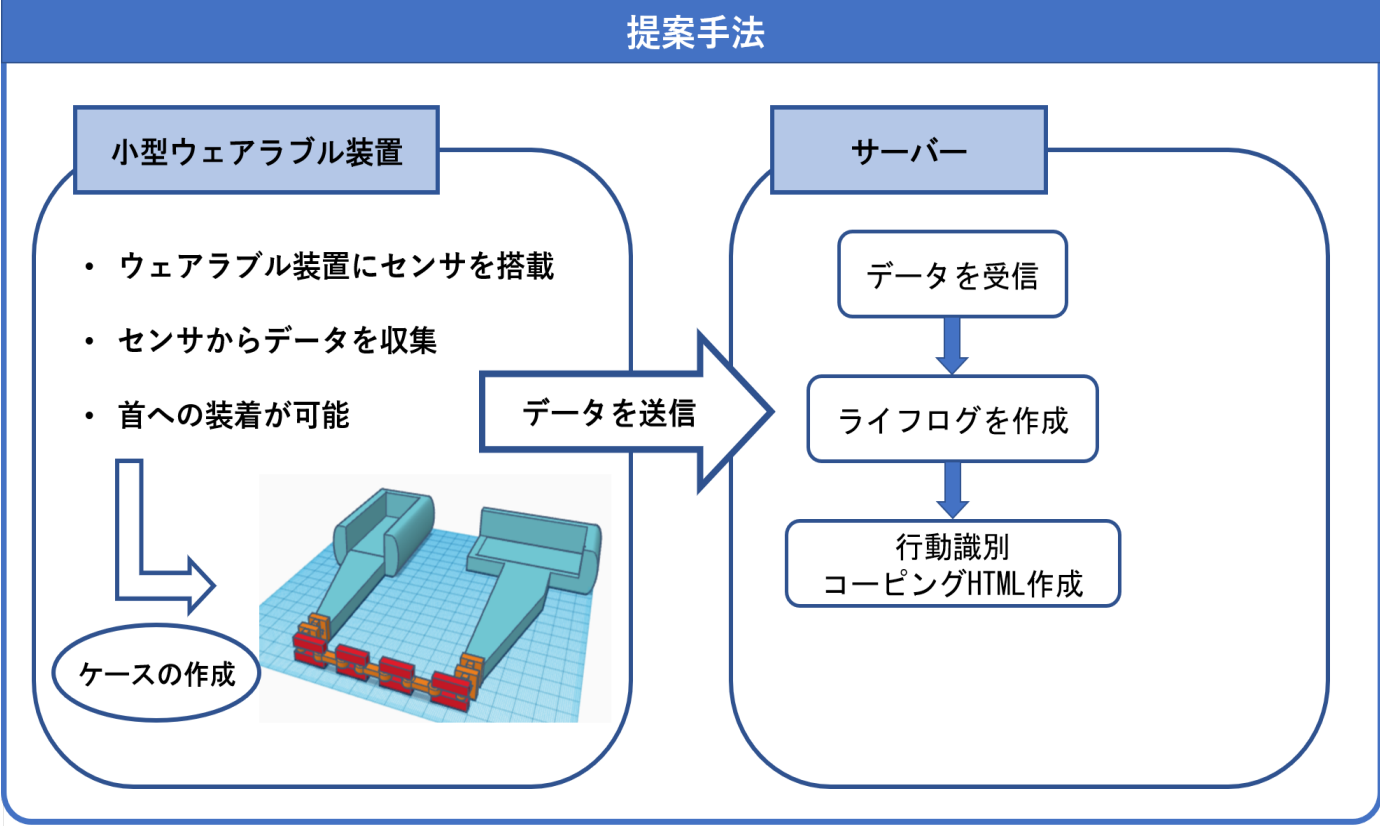 提案手法
小型ウェアラブル装置
・ ウェアラブル装置にセンサを搭載
・ センサからデータを収集
・ 首への装着が可能
ケースの作成
データを送信
サーバー
データを受信
ライフログを作成
行動識別
コーピングHTML作成